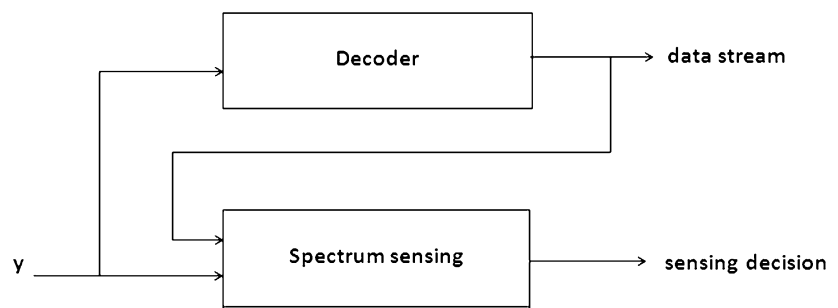 Decoder
data stream
Spectrum sensing
y
sensing decision